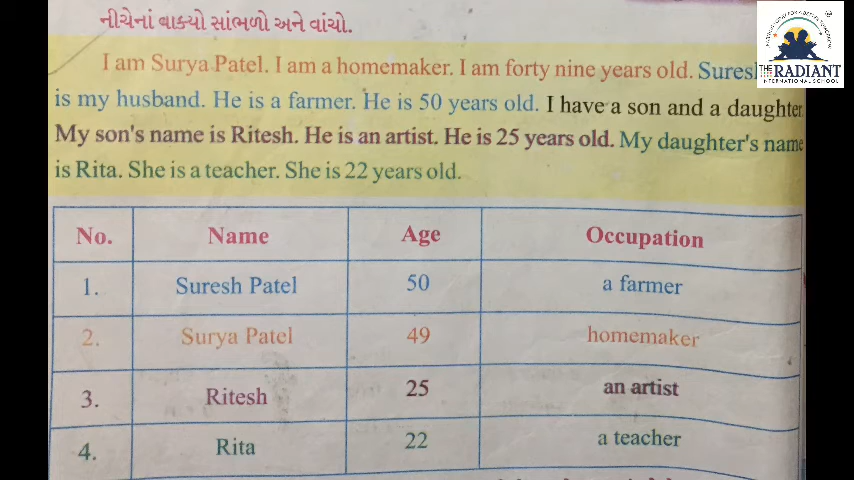 નીચેનાં વાક્યો સાંભળો અને વાંચો.
I am Surya Patel. I am a homemaker. I am forty nine years old. Suresh
is my husband. He is a farmer. He is 50 years old. I have a son and a daughter.
My son's name is Ritesh. He is an artist. He is 25 years old. My daughter's name
is Rita. She is a teacher. She is 22 years old.
THE RADIANT
INTERNATIONAL SCHOOL
No. Name Age Occupation
1. Suresh Patel 50 a farmer
2. Surya Patel 49 homemaker
3. Ritesh 25 an artist
4. Rita 22 a teacher